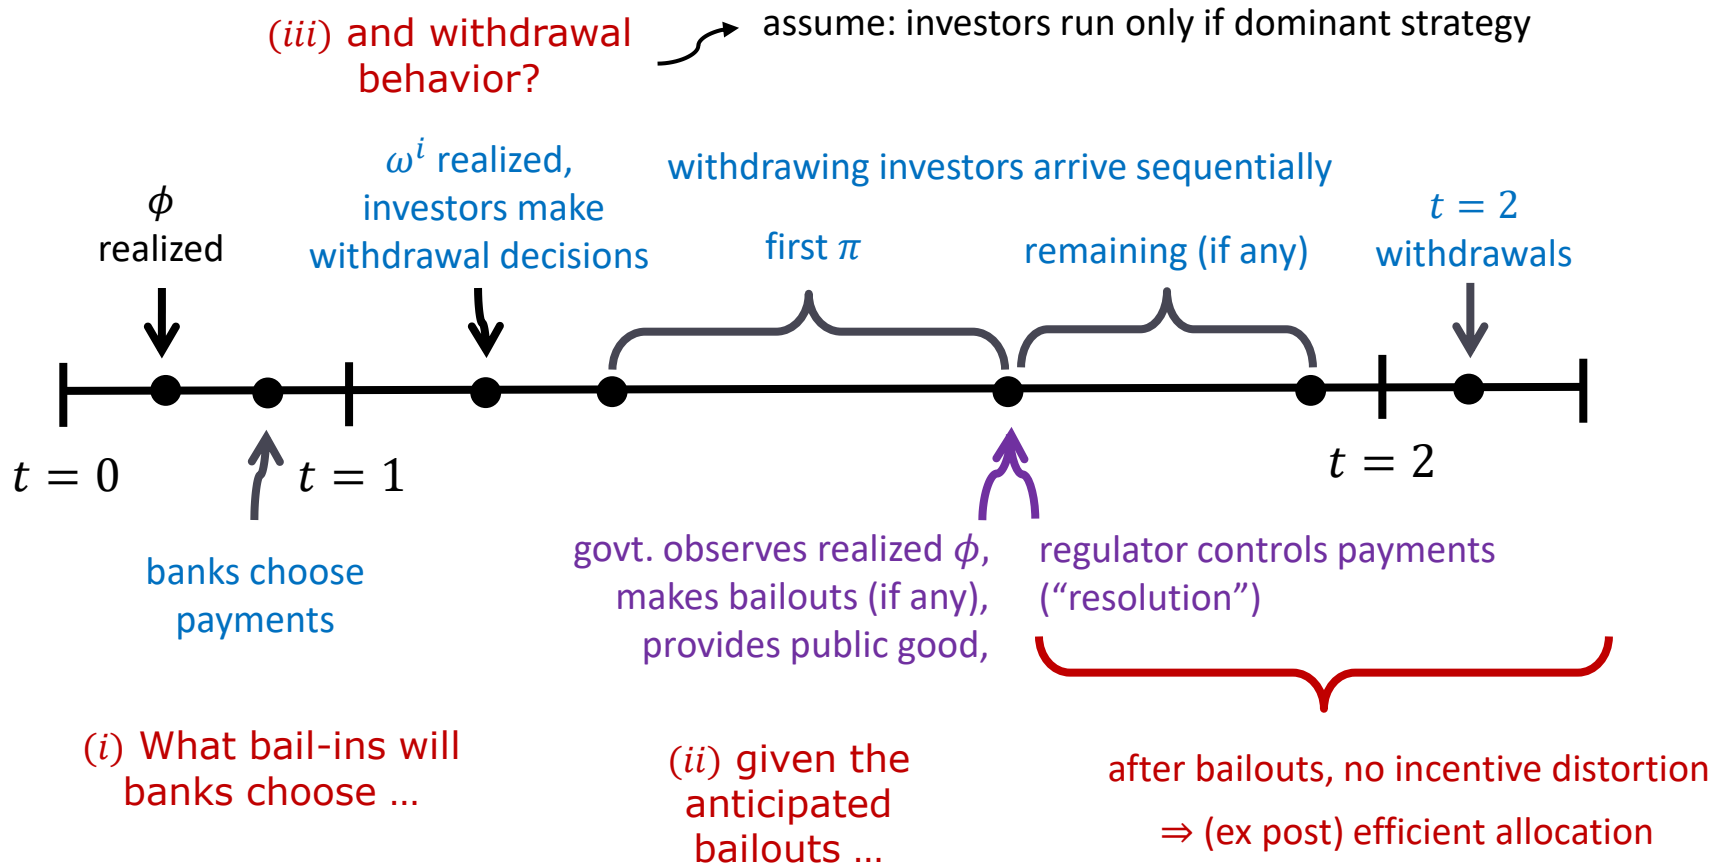 (iii) and withdrawal
behavior?
assume: investors run only if dominant strategy
ϕ
realized
ωⁱ realized,
investors make
withdrawal decisions
withdrawing investors arrive sequentially
first π
remaining (if any)
t = 2
withdrawals
t = 0
t = 1
t = 2
banks choose
payments
govt. observes realized ϕ,
makes bailouts (if any),
provides public good,
regulator controls payments
(“resolution”)
(i) What bail-ins will
banks choose …
(ii) given the
anticipated
bailouts …
after bailouts, no incentive distortion
⇒ (ex post) efficient allocation